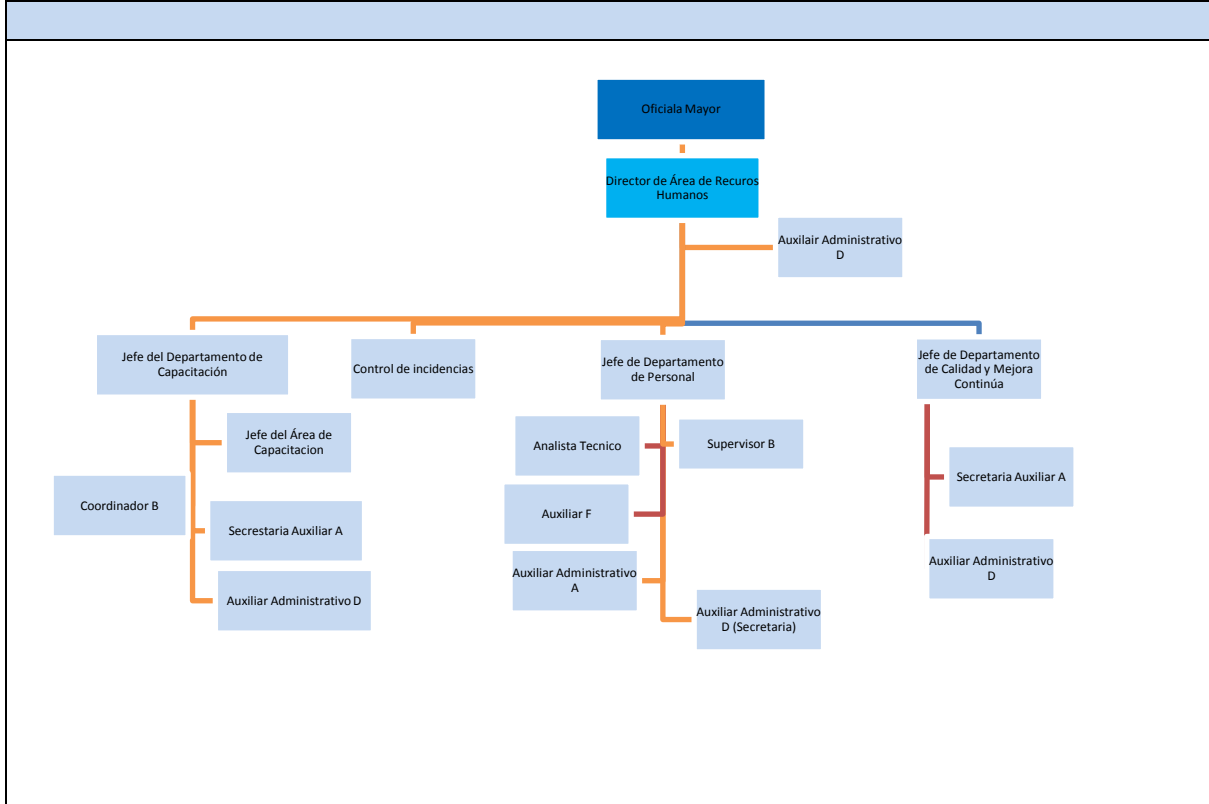 Oficiala Mayor
Director de Área de Recuros
Humanos
Auxilair Administrativo
D
Jefe del Departamento de
Capacitación
Control de incidencias
Jefe de Departamento
de Personal
Jefe de Departamento
de Calidad y Mejora
Continúa
Jefe del Área de
Capacitacion
Coordinador B
Secrestaria Auxiliar A
Auxiliar Administrativo D
Analista Tecnico
Supervisor B
Auxiliar F
Auxiliar Administrativo
A
Auxiliar Administrativo
D (Secretaria)
Secretaria Auxiliar A
Auxiliar Administrativo
D